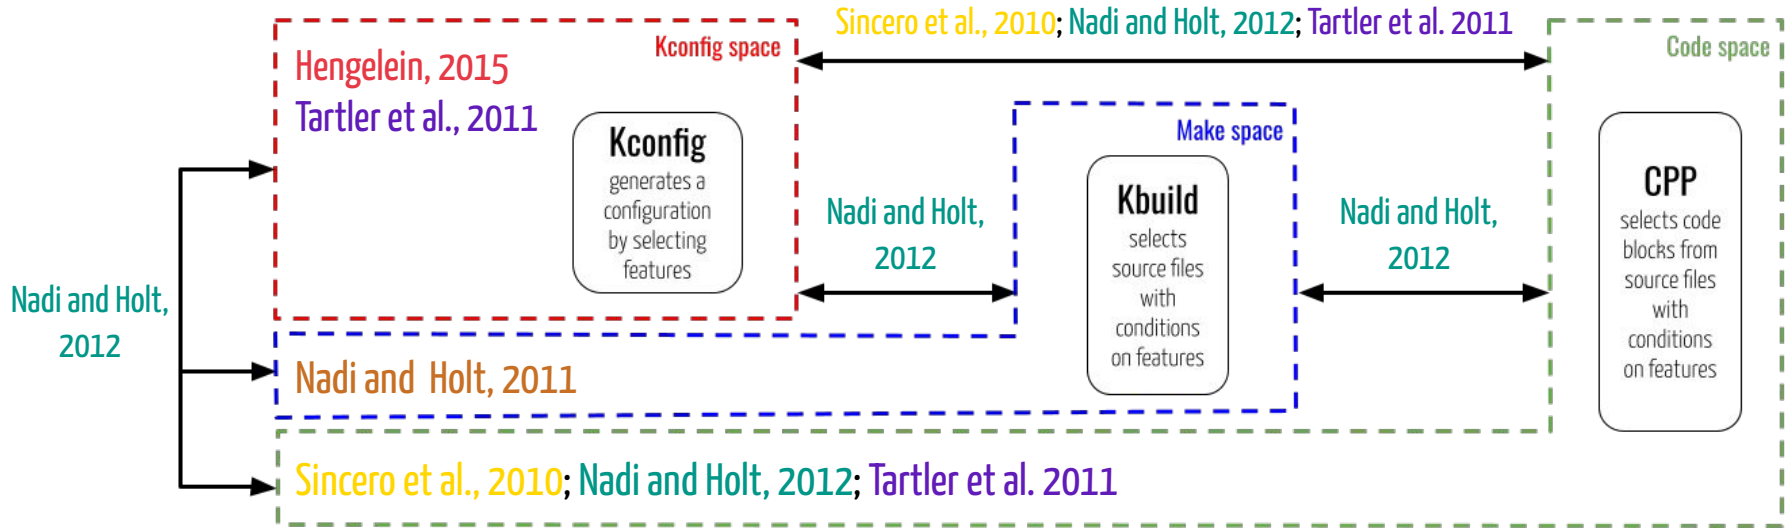 Sincero et al., 2010; Nadi and Holt, 2012; Tartler et al. 2011
Kconfig space
Code space
Hengelein, 2015
Tartler et al., 2011
Kconfig
generates a
configuration
by selecting
features
Make space
Kbuild
selects
source files
with
conditions
on features
CPP
selects code
blocks from
source files
with
conditions
on features
Nadi and Holt,
2012
Nadi and Holt,
2012
Nadi and Holt,
2012
Nadi and  Holt, 2011
Sincero et al., 2010; Nadi and Holt, 2012; Tartler et al. 2011